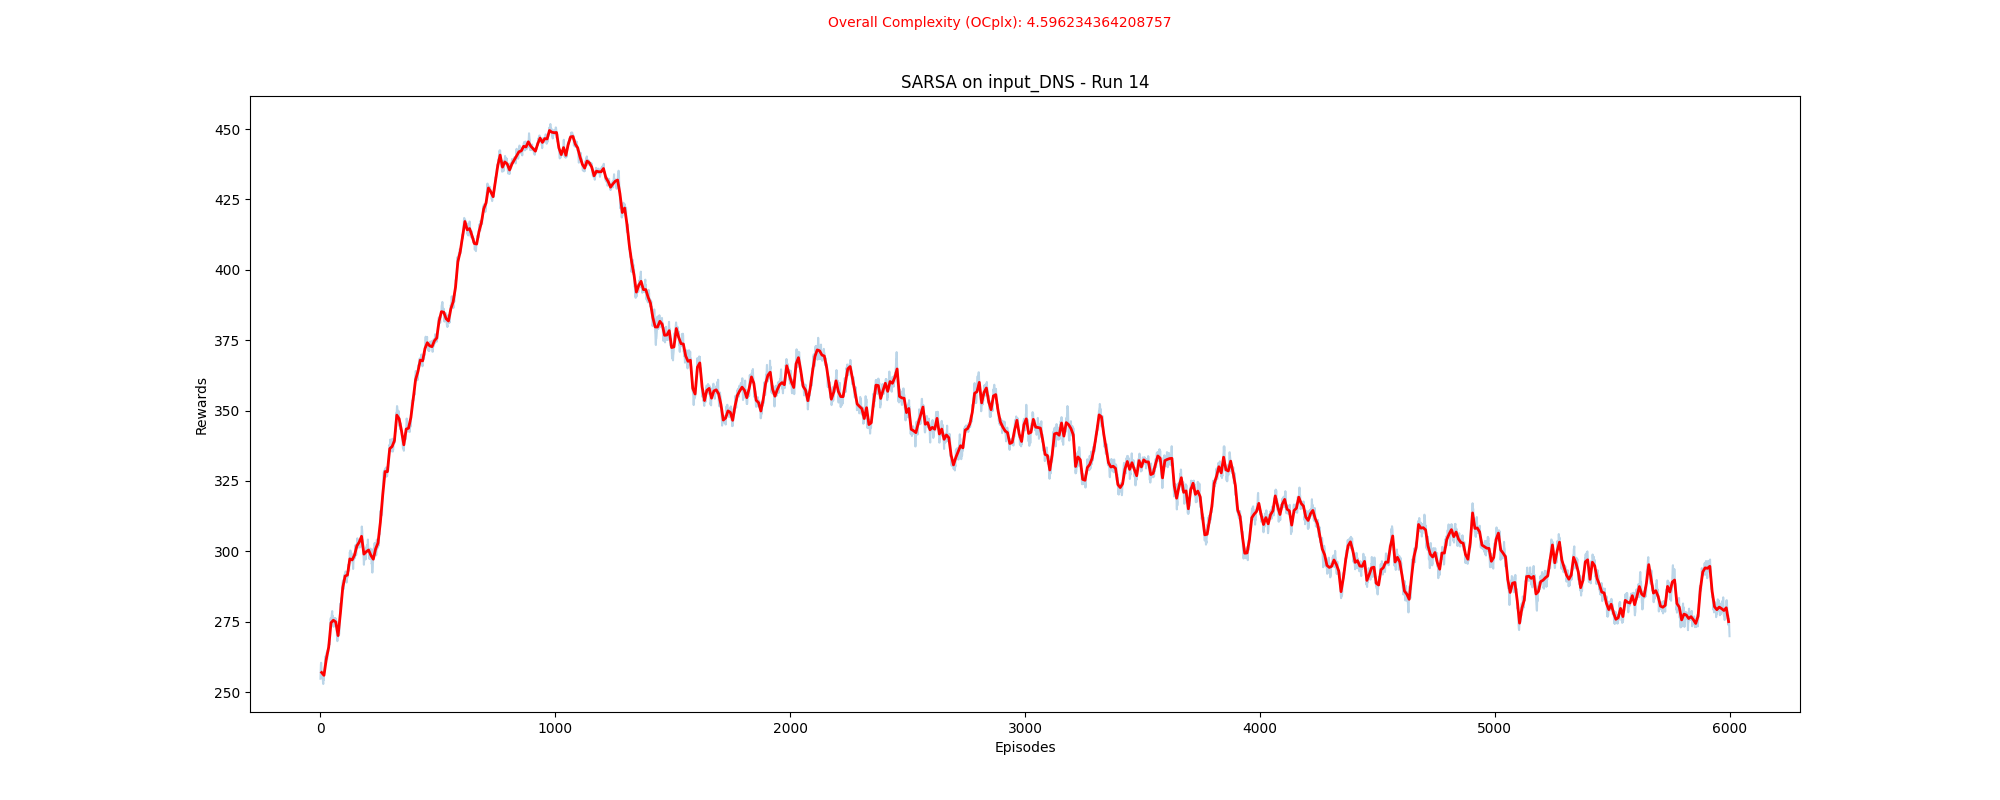 Overall Complexity (OCplx): 4.596234364208757
SARSA on input_DNS - Run 14
450
425
400
375
350
325
300
275
250
Rewards
0 1000 2000 3000 4000 5000 6000
Episodes